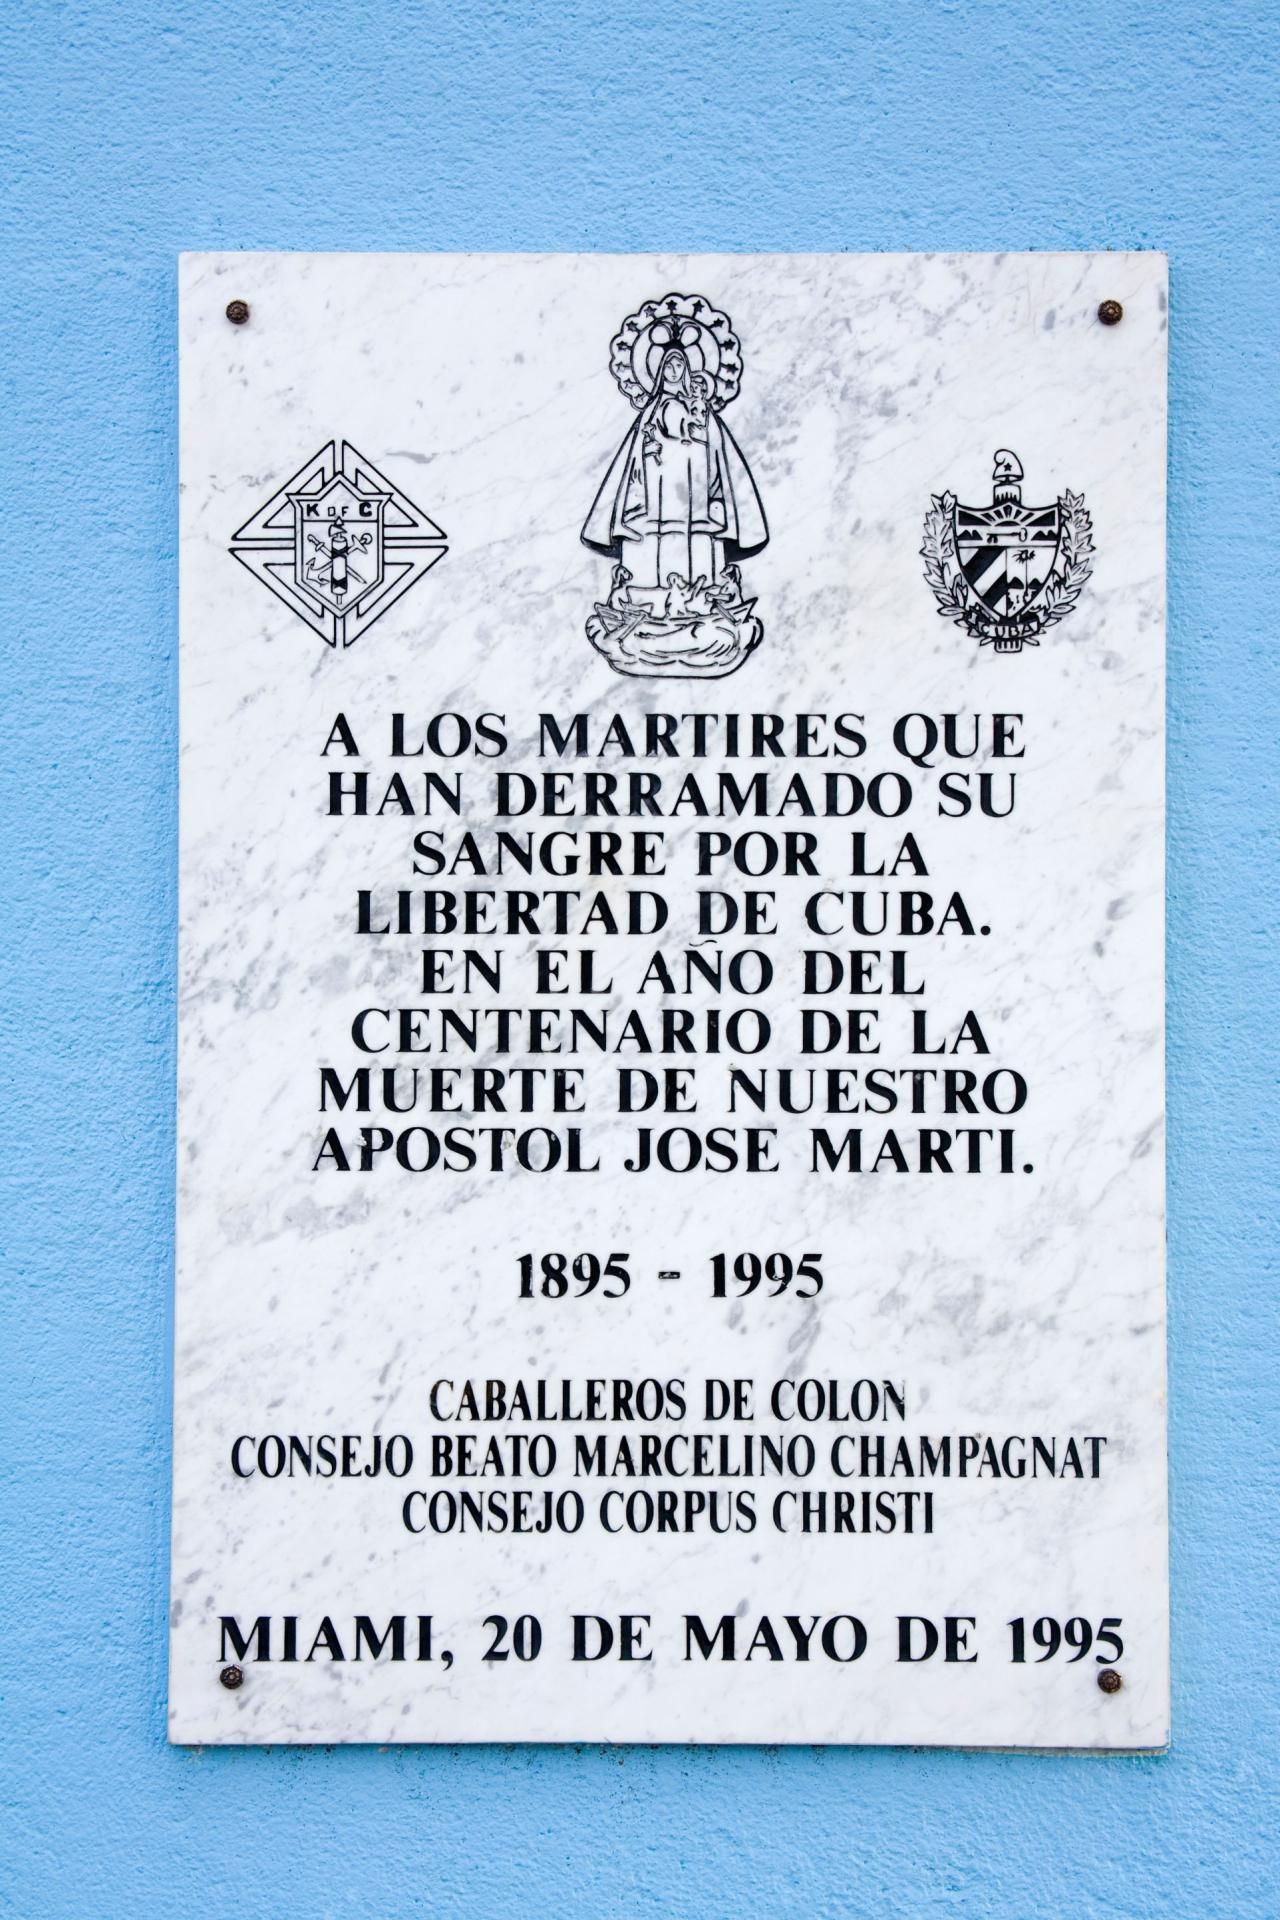 K OF C
CUBA
A LOS MARTIRES QUE
HAN DERRAMADO SU
SANGRE POR LA
LIBERTAD DE CUBA.
EN EL AÑO DEL
CENTENARIO DE LA
MUERTE DE NUESTRO
APOSTOL JOSE MARTI.
1895 - 1995
CABALLEROS DE COLON
CONSEJO BEATO MARCELINO CHAMPAGNAT
CONSEJO CORPUS CHRISTI
MIAMI, 20 DE MAYO DE 1995